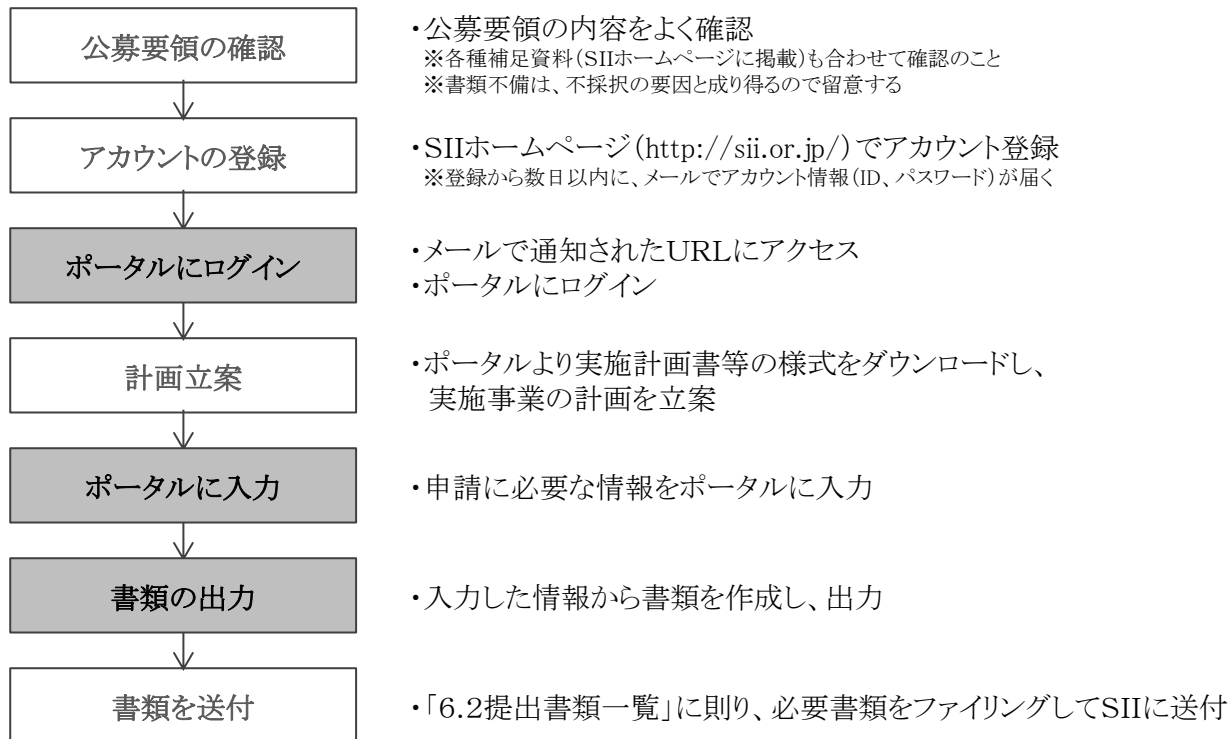 公募要領の確認
・公募要領の内容をよく確認
※各種補足資料(SIIホームページに掲載)も合わせて確認のこと
※書類不備は、不採択の要因と成り得るので留意する
アカウントの登録
・SIIホームページ(http://sii.or.jp/)でアカウント登録
※登録から数日以内に、メールでアカウント情報(ID、パスワード)が届く
ポータルにログイン
・メールで通知されたURLにアクセス
・ポータルにログイン
計画立案
・ポータルより実施計画書等の様式をダウンロードし、
実施事業の計画を立案
ポータルに入力
・申請に必要な情報をポータルに入力
書類の出力
・入力した情報から書類を作成し、出力
書類を送付
・「6.2提出書類一覧」に則り、必要書類をファイリングしてSIIに送付